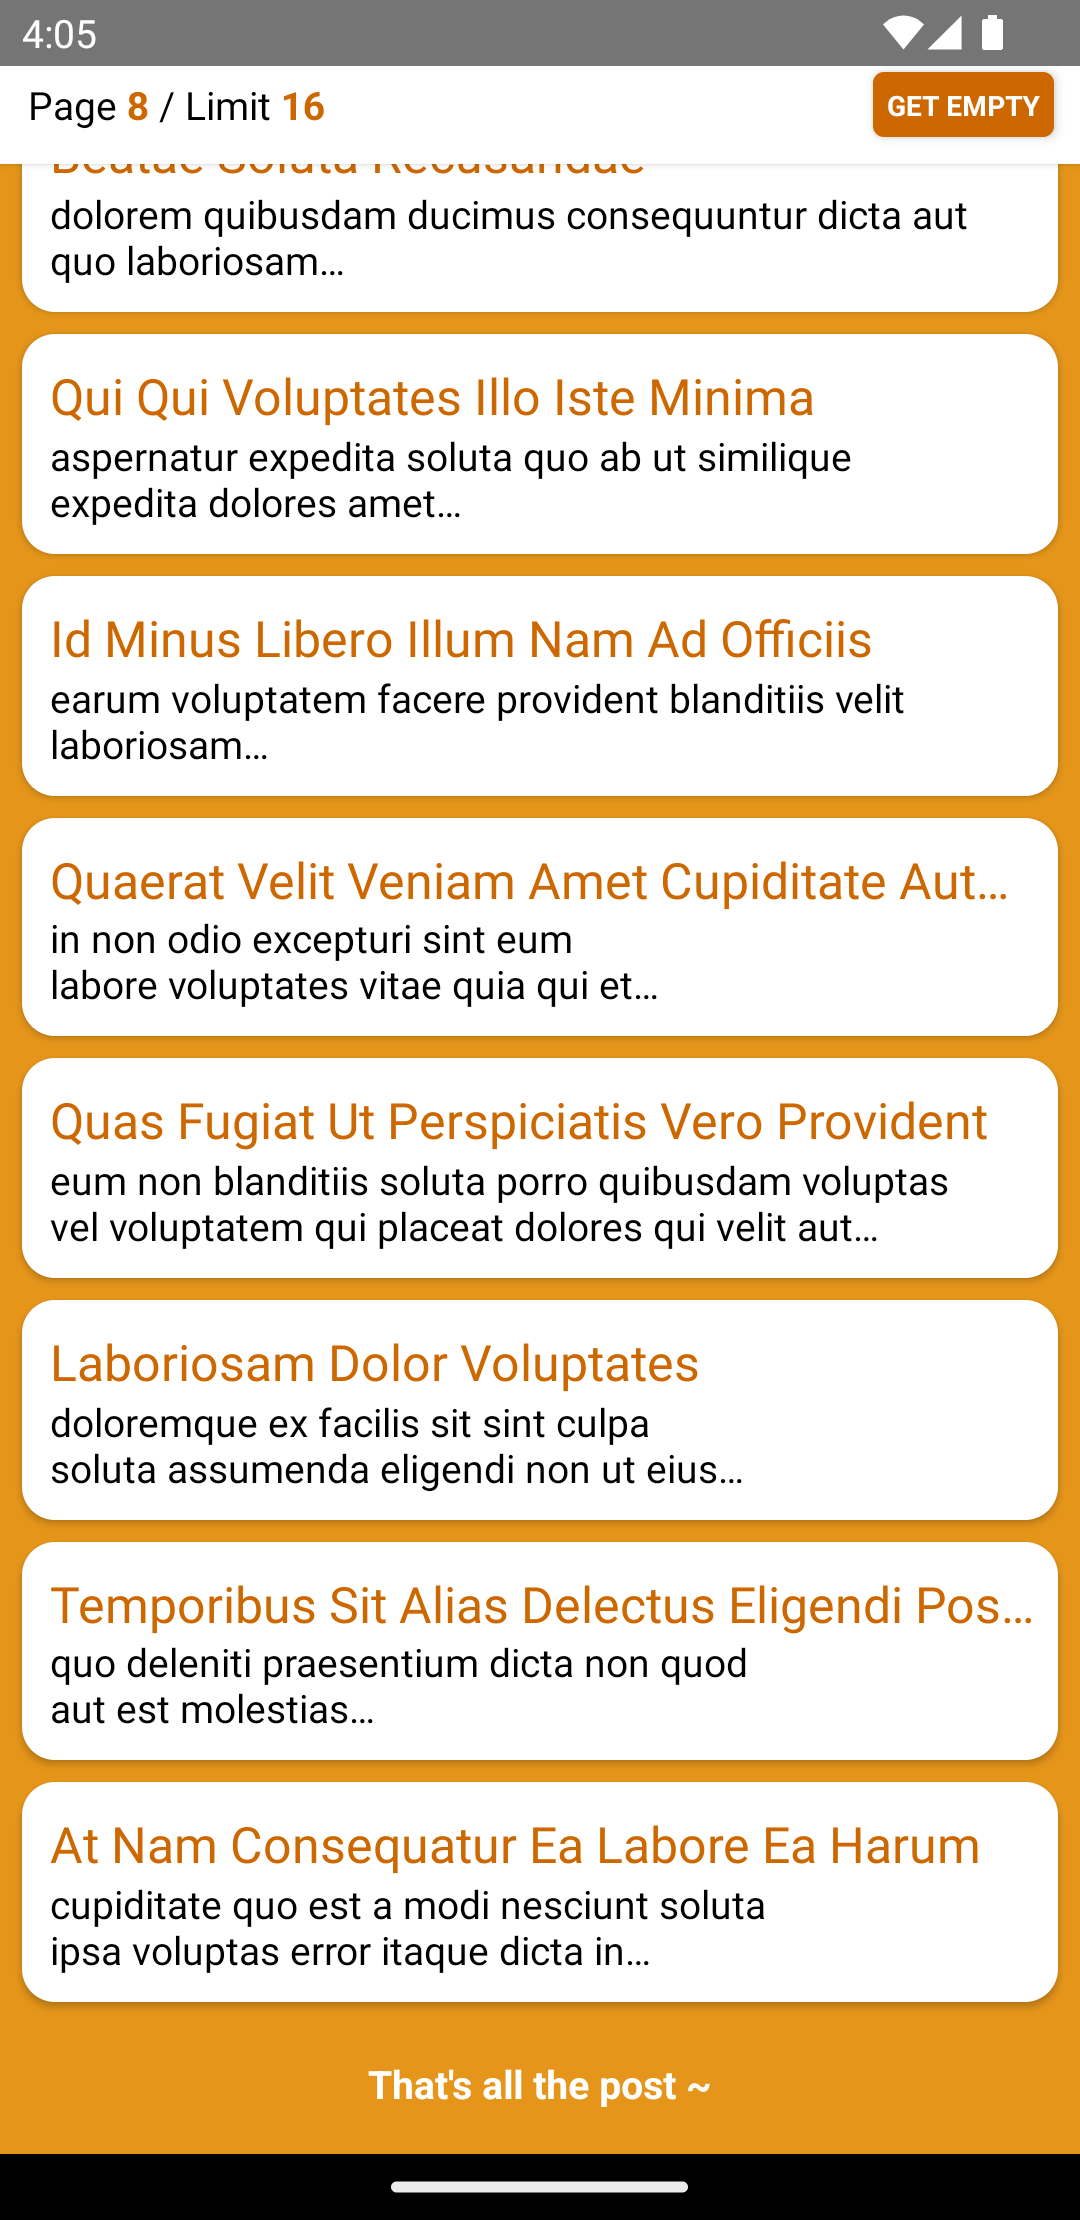 4:05
Page 8 / Limit 16
GET EMPTY
Beatae Soluta Recusandae
dolorem quibusdam ducimus consequuntur dicta aut
quo laboriosam…
Qui Qui Voluptates Illo Iste Minima
aspernatur expedita soluta quo ab ut similique
expedita dolores amet…
Id Minus Libero Illum Nam Ad Officiis
earum voluptatem facere provident blanditiis velit
laboriosam…
Quaerat Velit Veniam Amet Cupiditate Aut…
in non odio excepturi sint eum
labore voluptates vitae quia qui et…
Quas Fugiat Ut Perspiciatis Vero Provident
eum non blanditiis soluta porro quibusdam voluptas
vel voluptatem qui placeat dolores qui velit aut…
Laboriosam Dolor Voluptates
doloremque ex facilis sit sint culpa
soluta assumenda eligendi non ut eius…
Temporibus Sit Alias Delectus Eligendi Pos…
quo deleniti praesentium dicta non quod
aut est molestias…
At Nam Consequatur Ea Labore Ea Harum
cupiditate quo est a modi nesciunt soluta
ipsa voluptas error itaque dicta in…
That's all the post ~